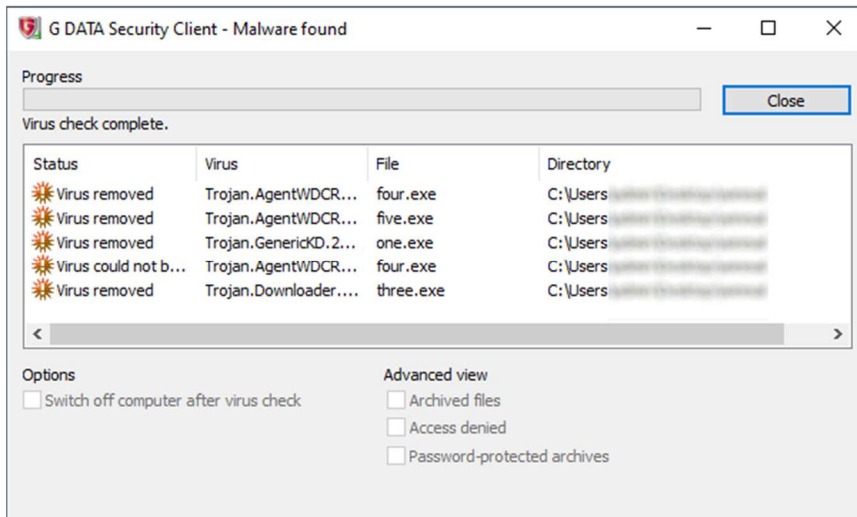 G DATA Security Client - Malware found
Progress
Close
Virus check complete.
Status Virus File Directory
Virus removed Trojan.AgentWDCR... four.exe C:\Users
Virus removed Trojan.AgentWDCR... five.exe C:\Users
Virus removed Trojan.GenericKD.2... one.exe C:\Users
Virus could not b... Trojan.AgentWDCR... four.exe C:\Users
Virus removed Trojan.Downloader.... three.exe C:\Users
Options Advanced view
Switch off computer after virus check Archived files
Access denied
Password-protected archives